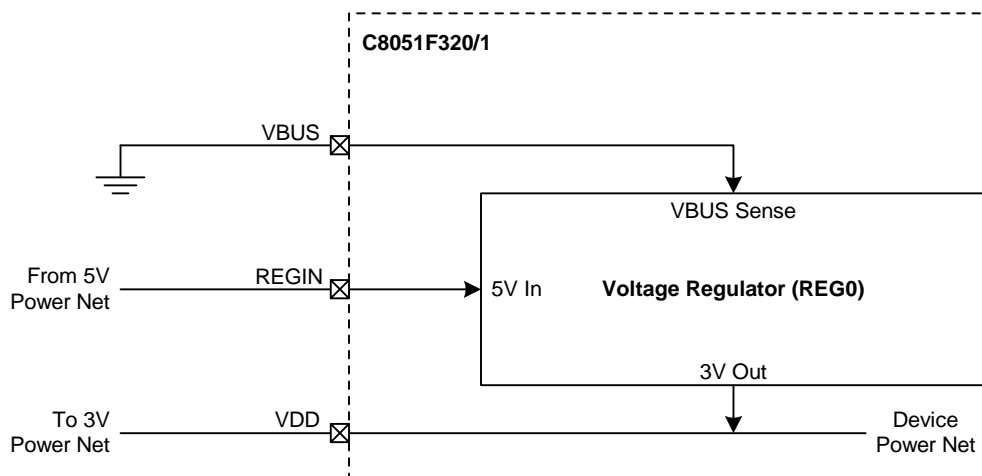 C8051F320/1
VBUS
VBUS Sense
From 5V
Power Net
REGIN
5V In
Voltage Regulator (REG0)
3V Out
To 3V
Power Net
VDD
Device
Power Net